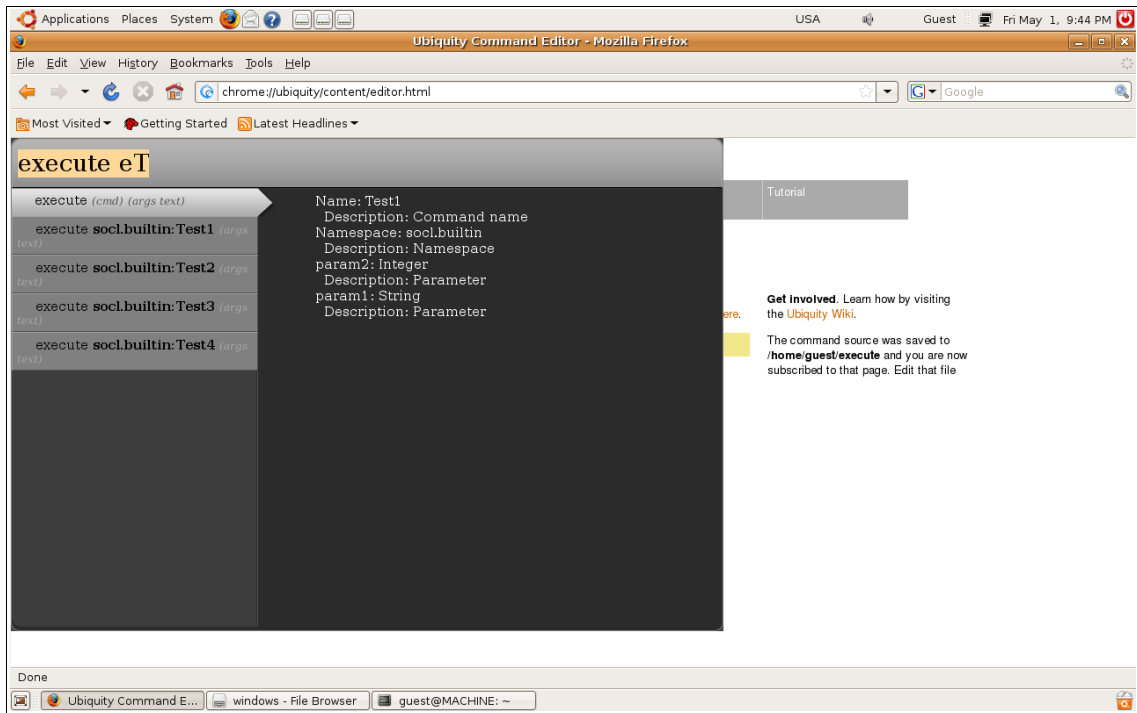 Applications Places System USA Guest Fri May 1, 9:44 PM
Ubiquity Command Editor - Mozilla Firefox
File Edit View History Bookmarks Tools Help
chrome://ubiquity/content/editor.html G Google
Most Visited Getting Started Latest Headlines
execute eT
execute (cmd) (args text)
execute socl.builtin:Test1 (args
text)
execute socl.builtin:Test2 (args
text)
execute socl.builtin:Test3 (args
text)
execute socl.builtin:Test4 (args
text)
Name: Test1
Description: Command name
Namespace: socl.builtin
Description: Namespace
param2: Integer
Description: Parameter
param1: String
Description: Parameter
Tutorial
ere.
Get involved. Learn how by visiting
the Ubiquity Wiki.
The command source was saved to
/home/guest/execute and you are now
subscribed to that page. Edit that file
Done
Ubiquity Command E... windows - File Browser guest@MACHINE: ~